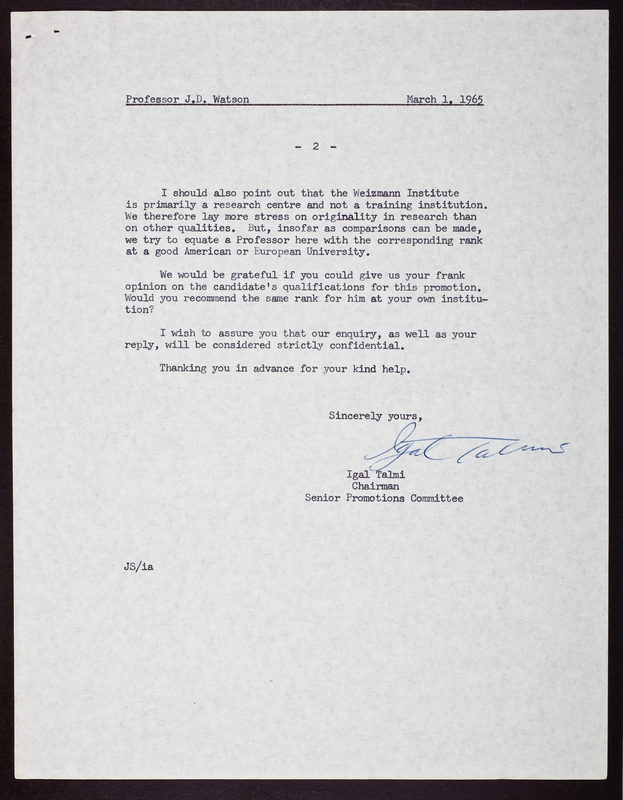 Professor J.D. Watson March 1, 1965
- 2 -
I should also point out that the Weizmann Institute
is primarily a research centre and not a training institution.
We therefore lay more stress on originality in research than
on other qualities. But, insofar as comparisons can be made,
we try to equate a Professor here with the corresponding rank
at a good American or European University.
We would be grateful if you could give us your frank
opinion on the candidate's qualifications for this promotion.
Would you recommend the same rank for him at your own institu-
tion?
I wish to assure you that our enquiry, as well as your
reply, will be considered strictly confidential.
Thanking you in advance for your kind help.
Sincerely yours,
Igal Talmi
Igal Talmi
Chairman
Senior Promotions Committee
JS/ia